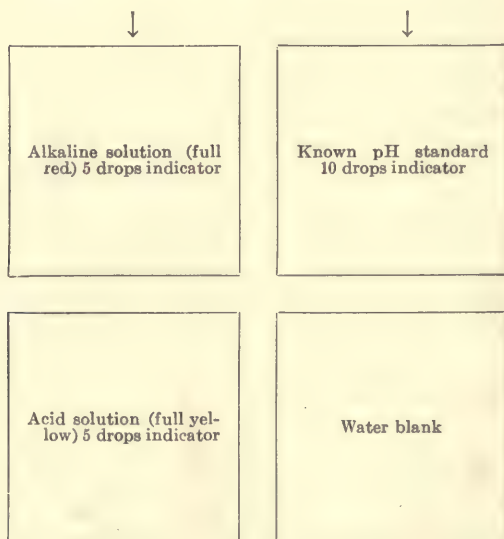 Alkaline solution (full
red.) 5 drops indicator
Known pH standard
10 drops indicator
Acid solution (full yel-
low) 5 drops indicator
Water blank